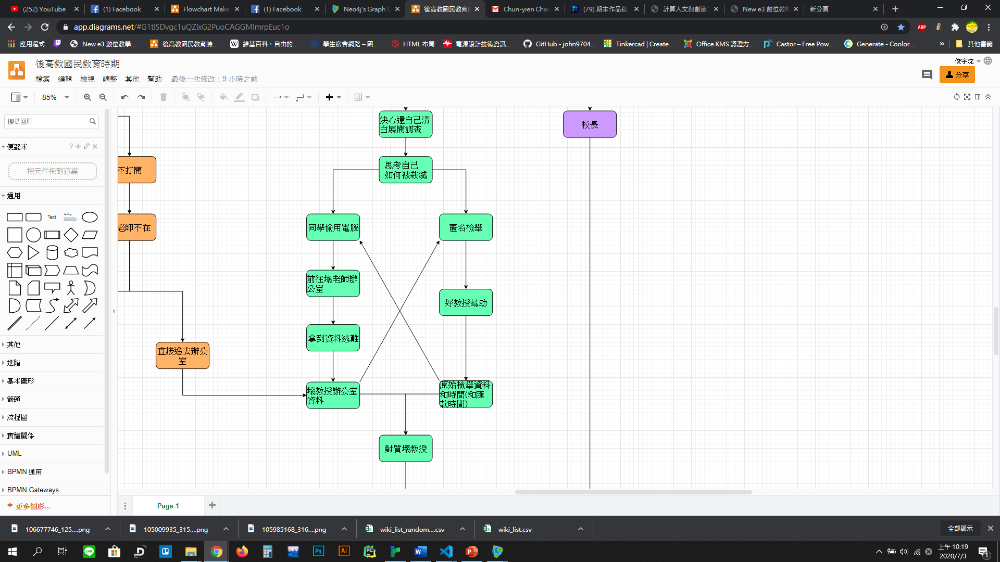 (252) YouTube
(1) Facebook
Flowchart Make
(1) Facebook
Neo4j's Graph
後高教國民教育
Chun-yien Char
(79) 期末作品線
計算人文與創造
New e3 數位教
新分頁
app.diagrams.net/#G1tiSDvgc1uQZixG2PuoCAGGMImrpEuc1o
ABP
應用程式
New e3 數位教學...
後高教國民教育時...
維基百科，自由的...
學生宿舍網路 – 國...
HTML 布局
電源設計技術資訊...
GitHub - john9704...
Tinkercad | Create...
Office KMS 認證方...
Castor – Free Pow...
Generate - Coolor...
»
其他書籤
後高教國民教育時期
俊宇沈
檔案
編輯
檢視
調整
其他
幫助
最後一次修改：9 小時之前
分享
85%
搜尋圖形
便箋本
?
把元件拖到這裏
通用
Text
Heading
其他
進階
基本圖形
箭頭
流程圖
實體關係
UML
BPMN 通用
BPMN Gateways
更多圖形...
決心還自己清
白展開調查
校長
不打開
思考自己
如何被栽贓
老師不在
同學偷用電腦
匿名檢舉
前往壞老師辦
公室
好教授幫助
拿到資料逃難
直接進去辦公
室
壞教授辦公室
資料
原始檢舉資料
和時間(和匯
款時間)
對質壞教授
Page-1
106677746_125....png
105009935_315....png
105985168_316....png
wiki_list_random....csv
wiki_list.csv
全部顯示
LINE
DEV
Ps
Ai
PC
W
P
上午 10:19
2020/7/3
1